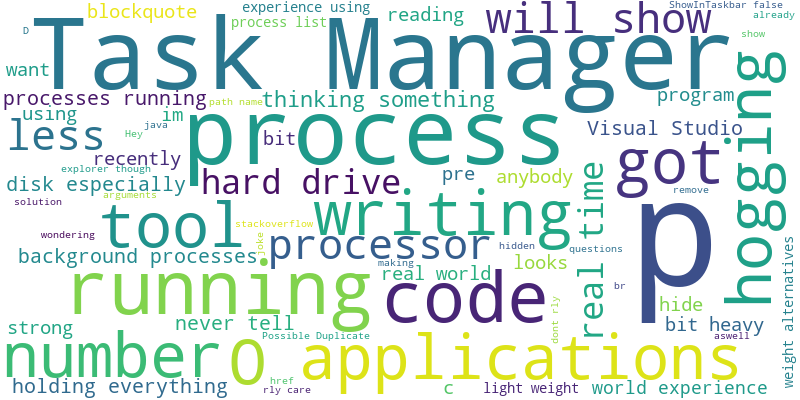 blockquote
experience using
process list
reading
will show
ShowInTaskbar false
already
D
Task Manager
show
want
processes running
path name
thinking something
program
using
im
java
Hey
less
process
bit
Visual Studio
got
hogging
recently
explorer though
disk especially
arguments
hard drive
pre
anybody
remove
p
solution
wondering
tool
stackoverflow
writing
real time
joke
processor
hidden
questions
background processes
making
looks
weight alternatives
running
real world
code
br
hide
strong
never tell
Possible Duplicate
dont rly
bit heavy
aswell
number
O
applications
holding everything
href
rly care
c
light weight
world experience